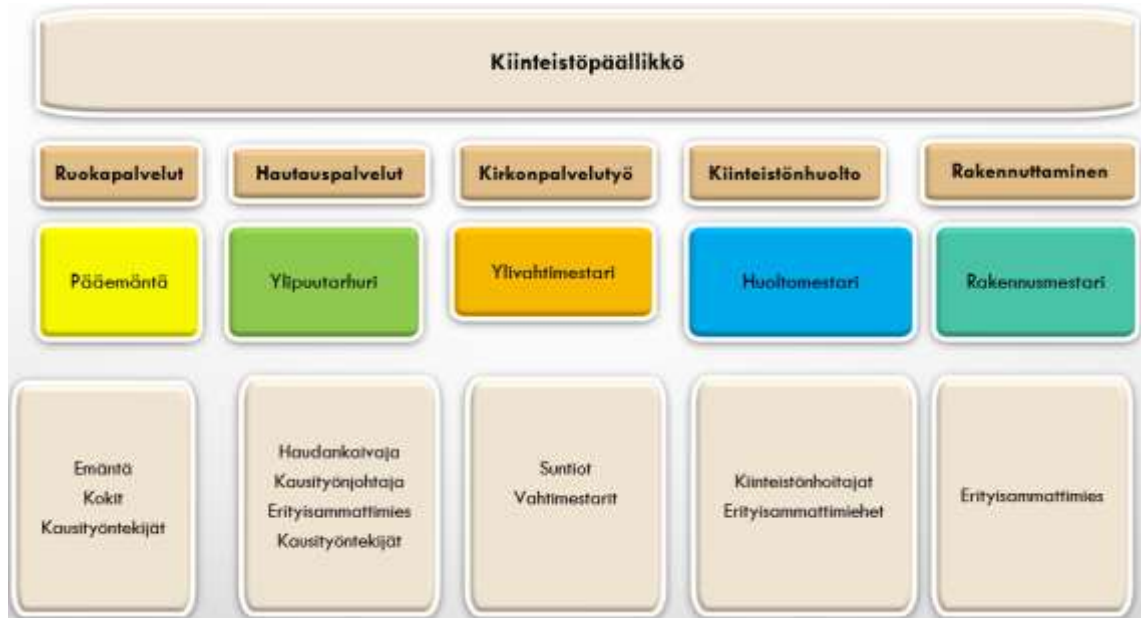 Kiinteistöpäällikkö
Ruokapalvelut
Hautauspalvelut
Kirkonpalvelutyö
Kiinteistönhuolto
Rakennuttaminen
Pääemäntä
Ylipuutarhuri
Ylivahtimestari
Huoltomestari
Rakennusmestari
Emäntä
Kokit
Kausityöntekijät
Haudankaivaja
Kausityönjohtaja
Erityisammattimies
Kausityöntekijät
Suntiot
Vahtimestarit
Kiinteistönhoitajat
Erityisammattimiehet
Erityisammattimies